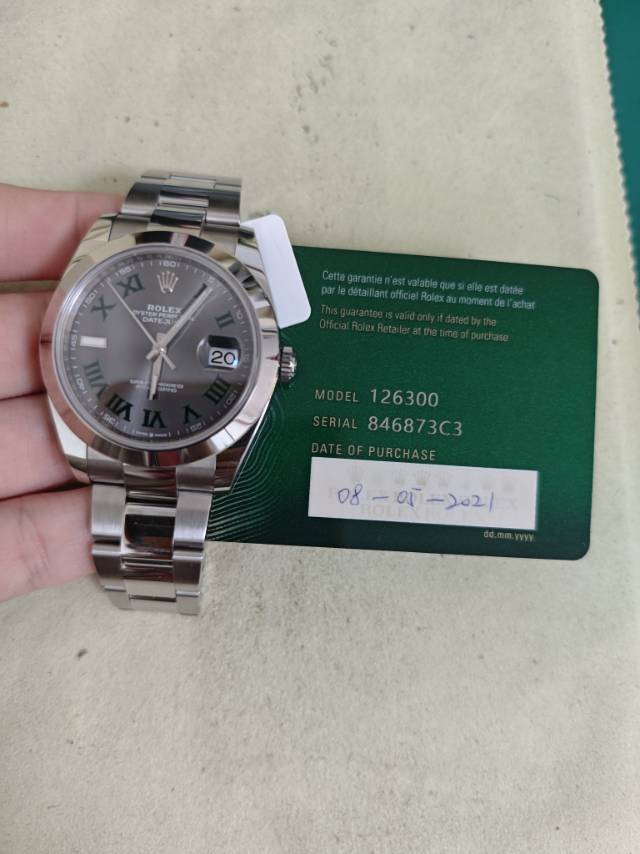 ROLEX
OYSTER PERPETUAL
DATEJUST
20
Cette garantie n'est valable que si elle est datée
par le détaillant officiel Rolex au moment de l'achat
This guarantee is valid only if dated by the
Official Rolex Retailer at the time of purchase
MODEL 126300
SERIAL 846873C3
DATE OF PURCHASE
08-05-2021
dd.mm.yyyy